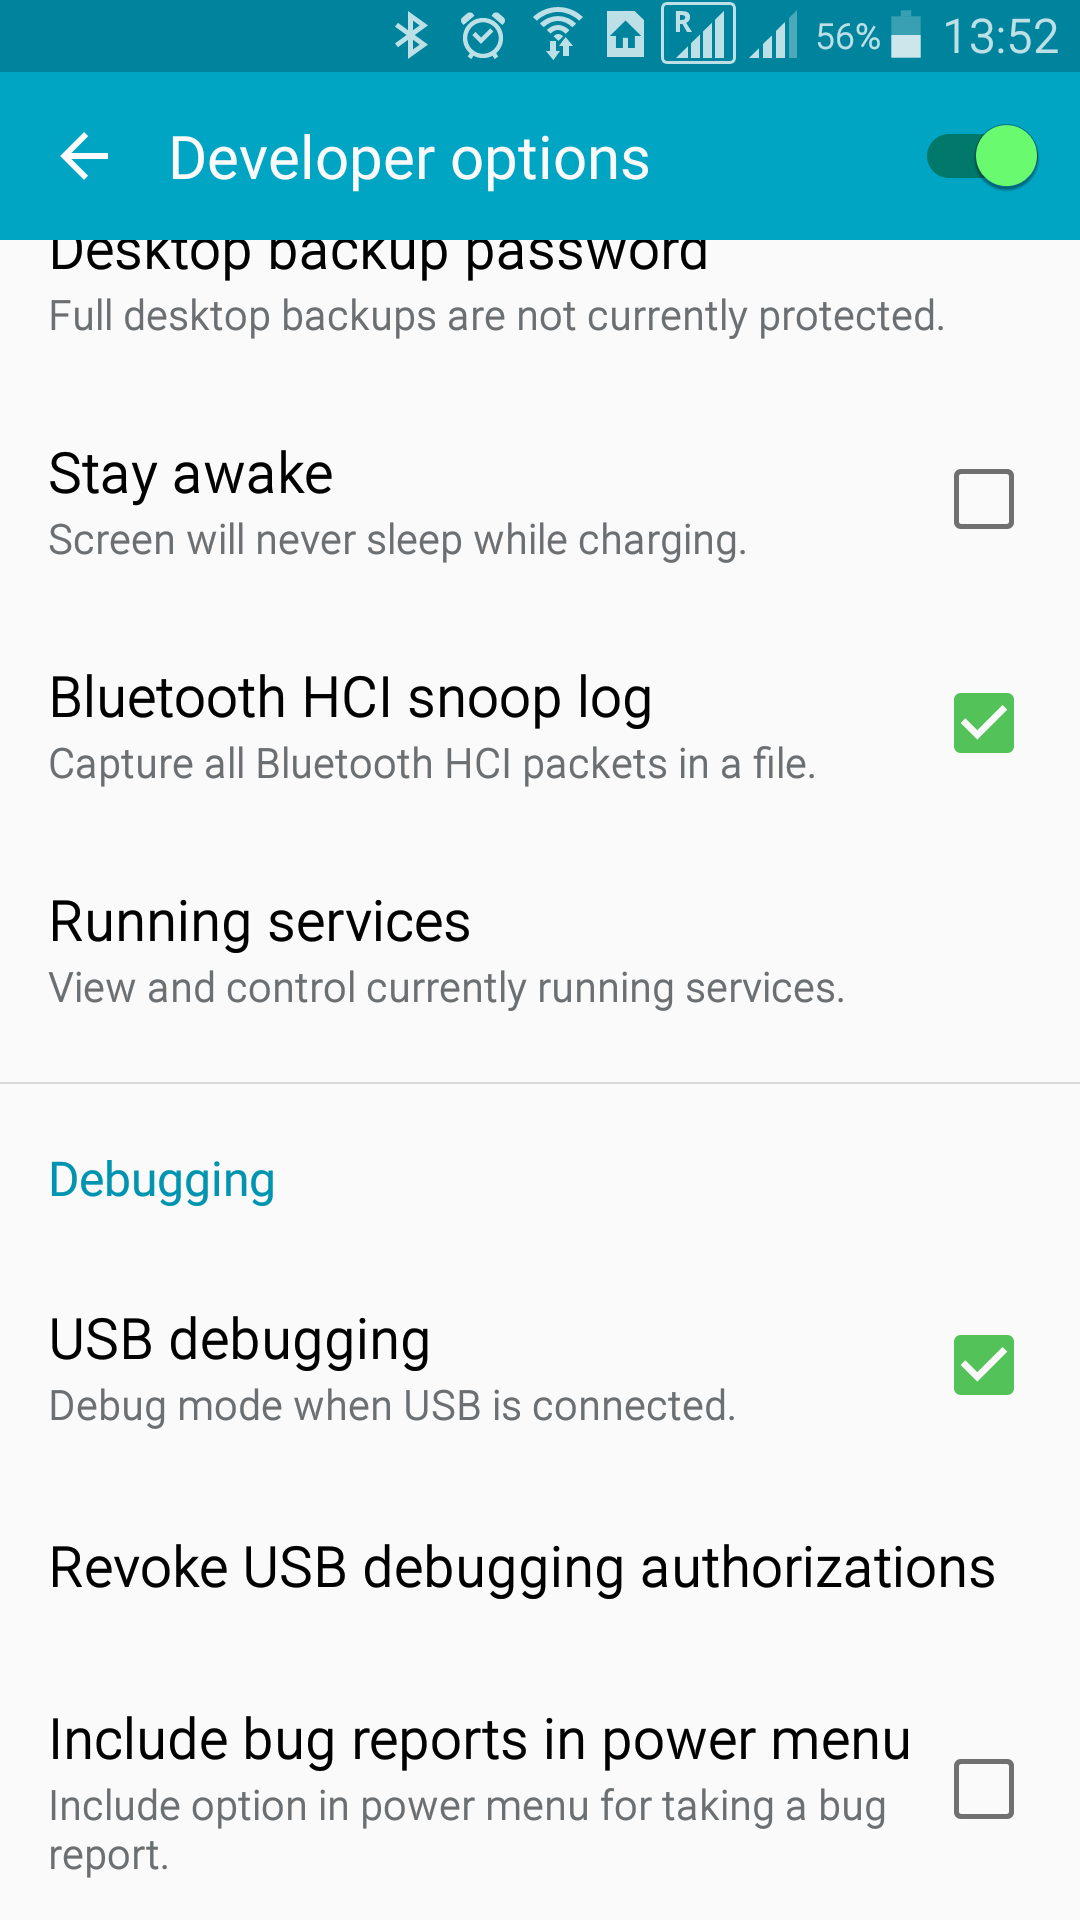 R 56% 13:52
Developer options
Desktop backup password
Full desktop backups are not currently protected.
Stay awake
Screen will never sleep while charging.
Bluetooth HCI snoop log
Capture all Bluetooth HCI packets in a file.
Running services
View and control currently running services.
Debugging
USB debugging
Debug mode when USB is connected.
Revoke USB debugging authorizations
Include bug reports in power menu
Include option in power menu for taking a bug
report.